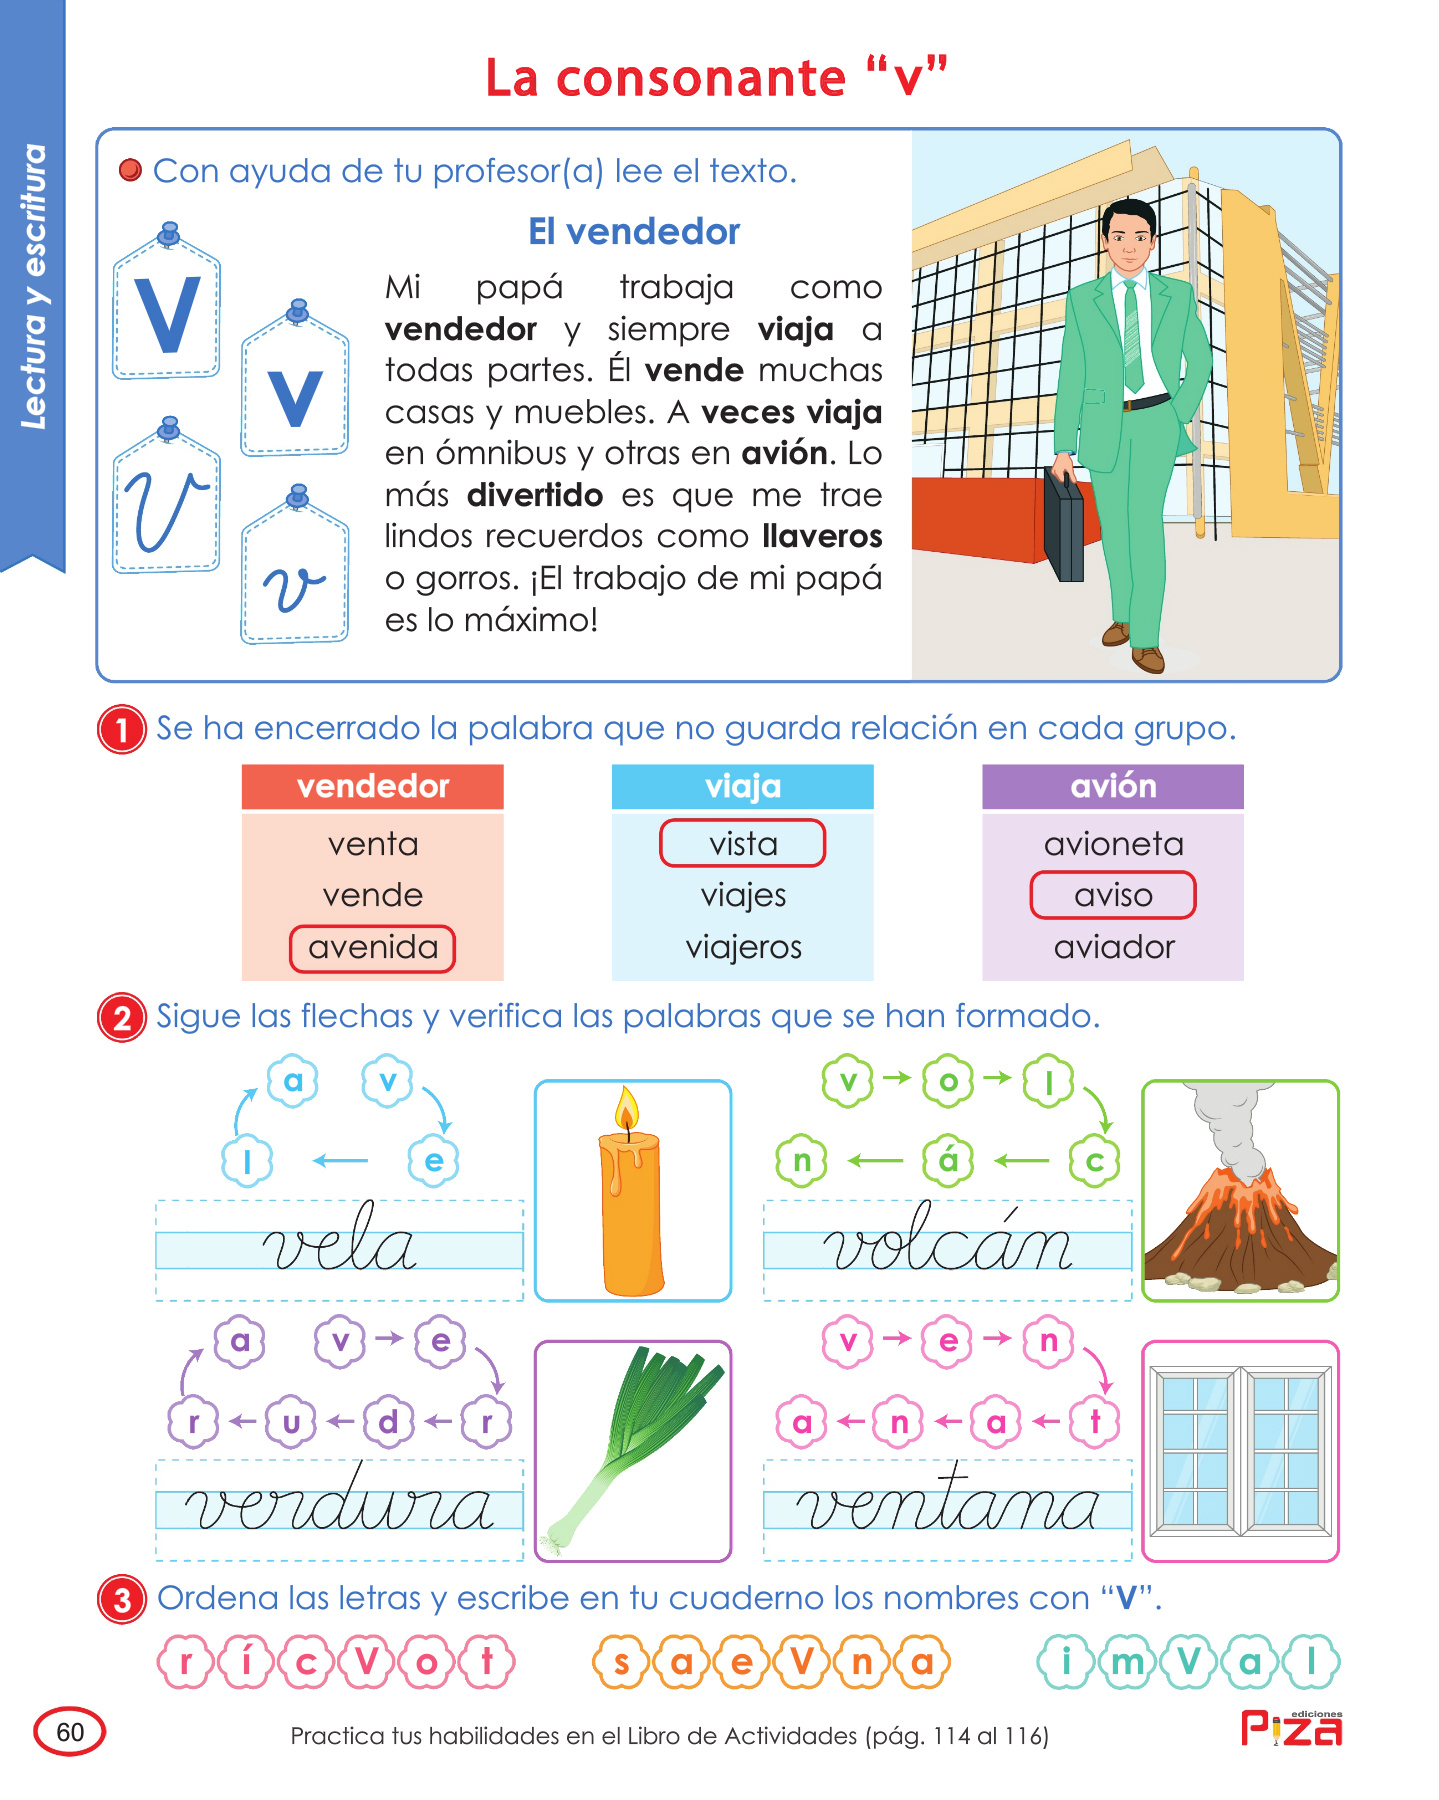 La consonante “v”
Lectura y escritura
Con ayuda de tu profesor(a) lee el texto.
V
v
V
v
El vendedor
Mi papá trabaja como
vendedor y siempre viaja a
todas partes. Él vende muchas
casas y muebles. A veces viaja
en ómnibus y otras en avión. Lo
más divertido es que me trae
lindos recuerdos como llaveros
o gorros. ¡El trabajo de mi papá
es lo máximo!
1 Se ha encerrado la palabra que no guarda relación en cada grupo.
vendedor
venta
vende
avenida
viaja
vista
viajes
viajeros
avión
avioneta
aviso
aviador
2 Sigue las flechas y verifica las palabras que se han formado.
a v
l e
vela
v o l
n á c
volcán
a v e
r u d r
verdura
v e n
a n a t
ventana
3 Ordena las letras y escribe en tu cuaderno los nombres con “V”.
r í c V o t
s a e V n a
i m V a l
60
Practica tus habilidades en el Libro de Actividades (pág. 114 al 116)
ediciones
Piza